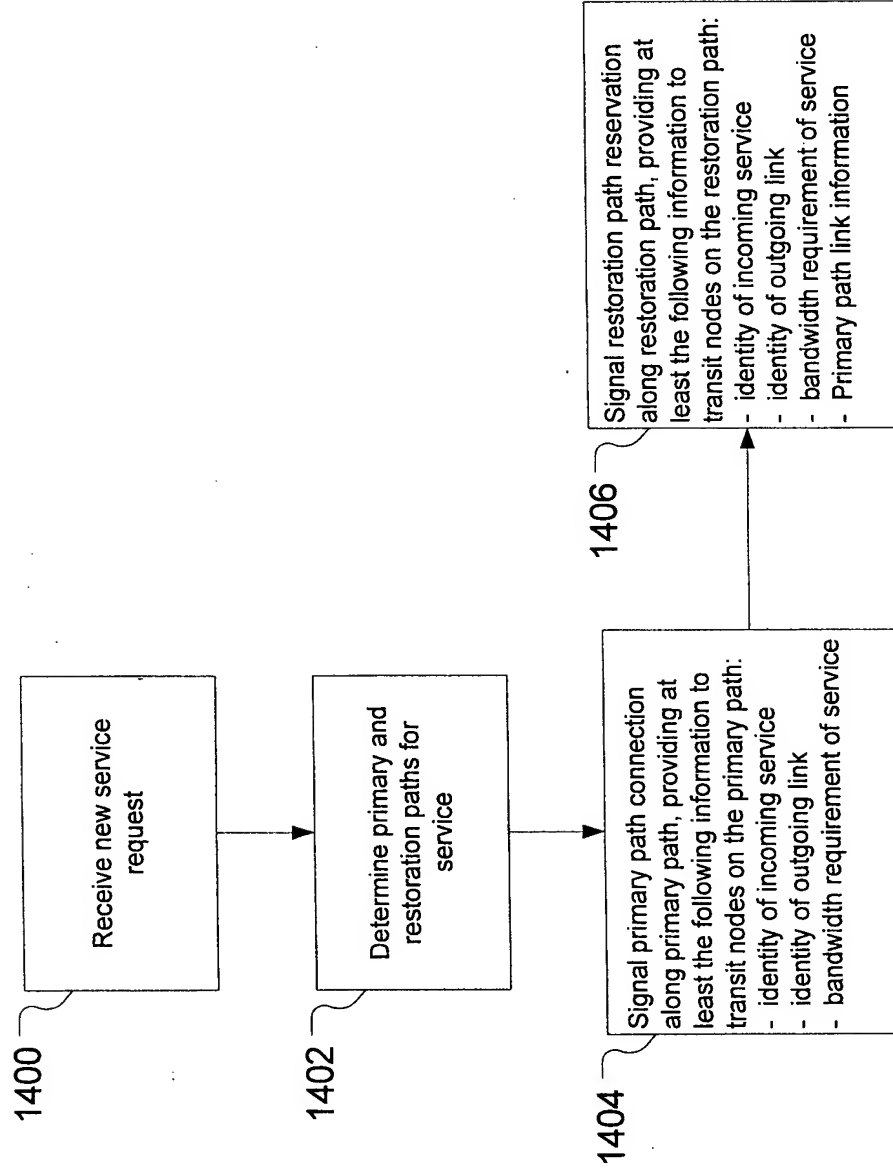 1400
Receive new service
request
1402
Determine primary and
restoration paths for
service
1404
Signal primary path connection
along primary path, providing at
least the following information to
transit nodes on the primary path:
- identity of incoming service
- identity of outgoing link
- bandwidth requirement of service
1406
Signal restoration path reservation
along restoration path, providing at
least the following information to
transit nodes on the restoration path:
- identity of incoming service
- identity of outgoing link
- bandwidth requirement of service
- Primary path link information